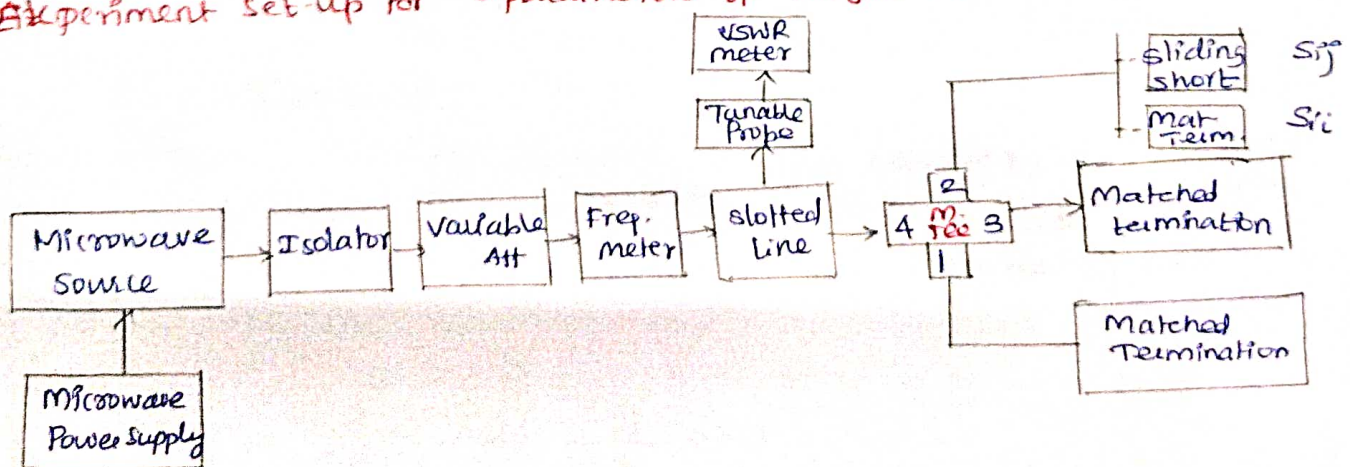 Experiment set-up for
VSWR
meter
Tunable
Probe
sliding
short
Sij
Mat
Term.
Sii
Microwave
Source
Isolator
Variable
Att
Freq.
meter
slotted
Line
2
4 M. 3
Tee
1
Matched
termination
Matched
Termination
Microwave
Power Supply